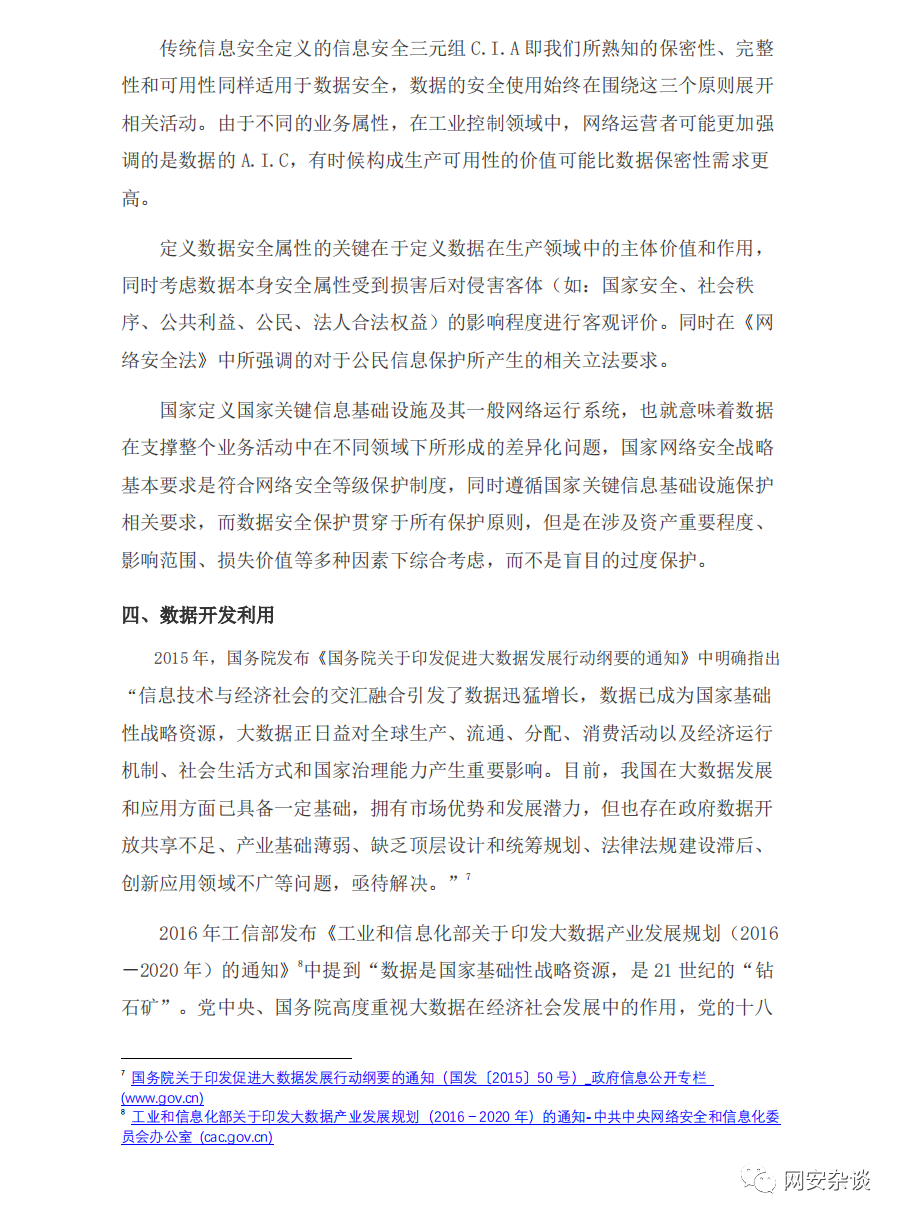 传统信息安全定义的信息安全三元组 C.I.A 即我们所熟知的保密性、完整
性和可用性同样适用于数据安全，数据的安全使用始终在围绕这三个原则展开
相关活动。由于不同的业务属性，在工业控制领域中，网络运营者可能更加强
调的是数据的 A.I.C，有时候构成生产可用性的价值可能比数据保密性需求更
高。
定义数据安全属性的关键在于定义数据在生产领域中的主体价值和作用，
同时考虑数据本身安全属性受到损害后对侵害客体（如：国家安全、社会秩
序、公共利益、公民、法人合法权益）的影响程度进行客观评价。同时在《网
络安全法》中所强调的对于公民信息保护所产生的相关立法要求。
国家定义国家关键信息基础设施及其一般网络运行系统，也就意味着数据
在支撑整个业务活动中在不同领域下所形成的差异化问题，国家网络安全战略
基本要求是符合网络安全等级保护制度，同时遵循国家关键信息基础设施保护
相关要求，而数据安全保护贯穿于所有保护原则，但是在涉及资产重要程度、
影响范围、损失价值等多种因素下综合考虑，而不是盲目的过度保护。
四、数据开发利用
2015 年，国务院发布《国务院关于印发促进大数据发展行动纲要的通知》中明确指出
“信息技术与经济社会的交汇融合引发了数据迅猛增长，数据已成为国家基础
性战略资源，大数据正日益对全球生产、流通、分配、消费活动以及经济运行
机制、社会生活方式和国家治理能力产生重要影响。目前，我国在大数据发展
和应用方面已具备一定基础，拥有市场优势和发展潜力，但也存在政府数据开
放共享不足、产业基础薄弱、缺乏顶层设计和统筹规划、法律法规建设滞后、
创新应用领域不广等问题，亟待解决。”7
2016 年工信部发布《工业和信息化部关于印发大数据产业发展规划（2016
－2020 年）的通知》8中提到“数据是国家基础性战略资源，是 21 世纪的“钻
石矿”。党中央、国务院高度重视大数据在经济社会发展中的作用，党的十八
7 国务院关于印发促进大数据发展行动纲要的通知（国发〔2015〕50 号）_政府信息公开专栏
(www.gov.cn)
8 工业和信息化部关于印发大数据产业发展规划（2016－2020 年）的通知-中共中央网络安全和信息化委
员会办公室 (cac.gov.cn)
网安杂谈